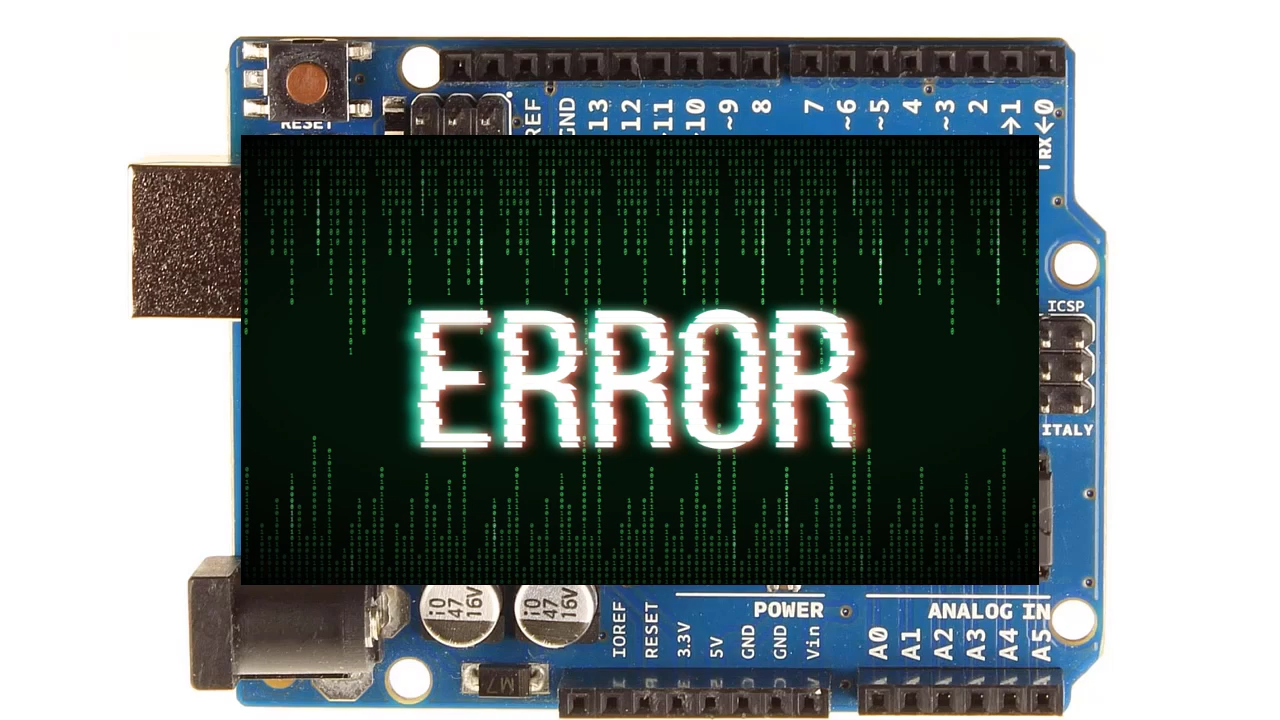 RESET
REF
GND
13
12
~11
~10
~9
8
7
~6
~5
4
~3
2
1
0
RX
ICSP
ERROR
ITALY
iO
47
16V
iO
47
16V
POWER
ANALOG IN
IOREF
RESET
3.3V
5V
GND
GND
Vin
A0
A1
A2
A3
A4
A5
M7